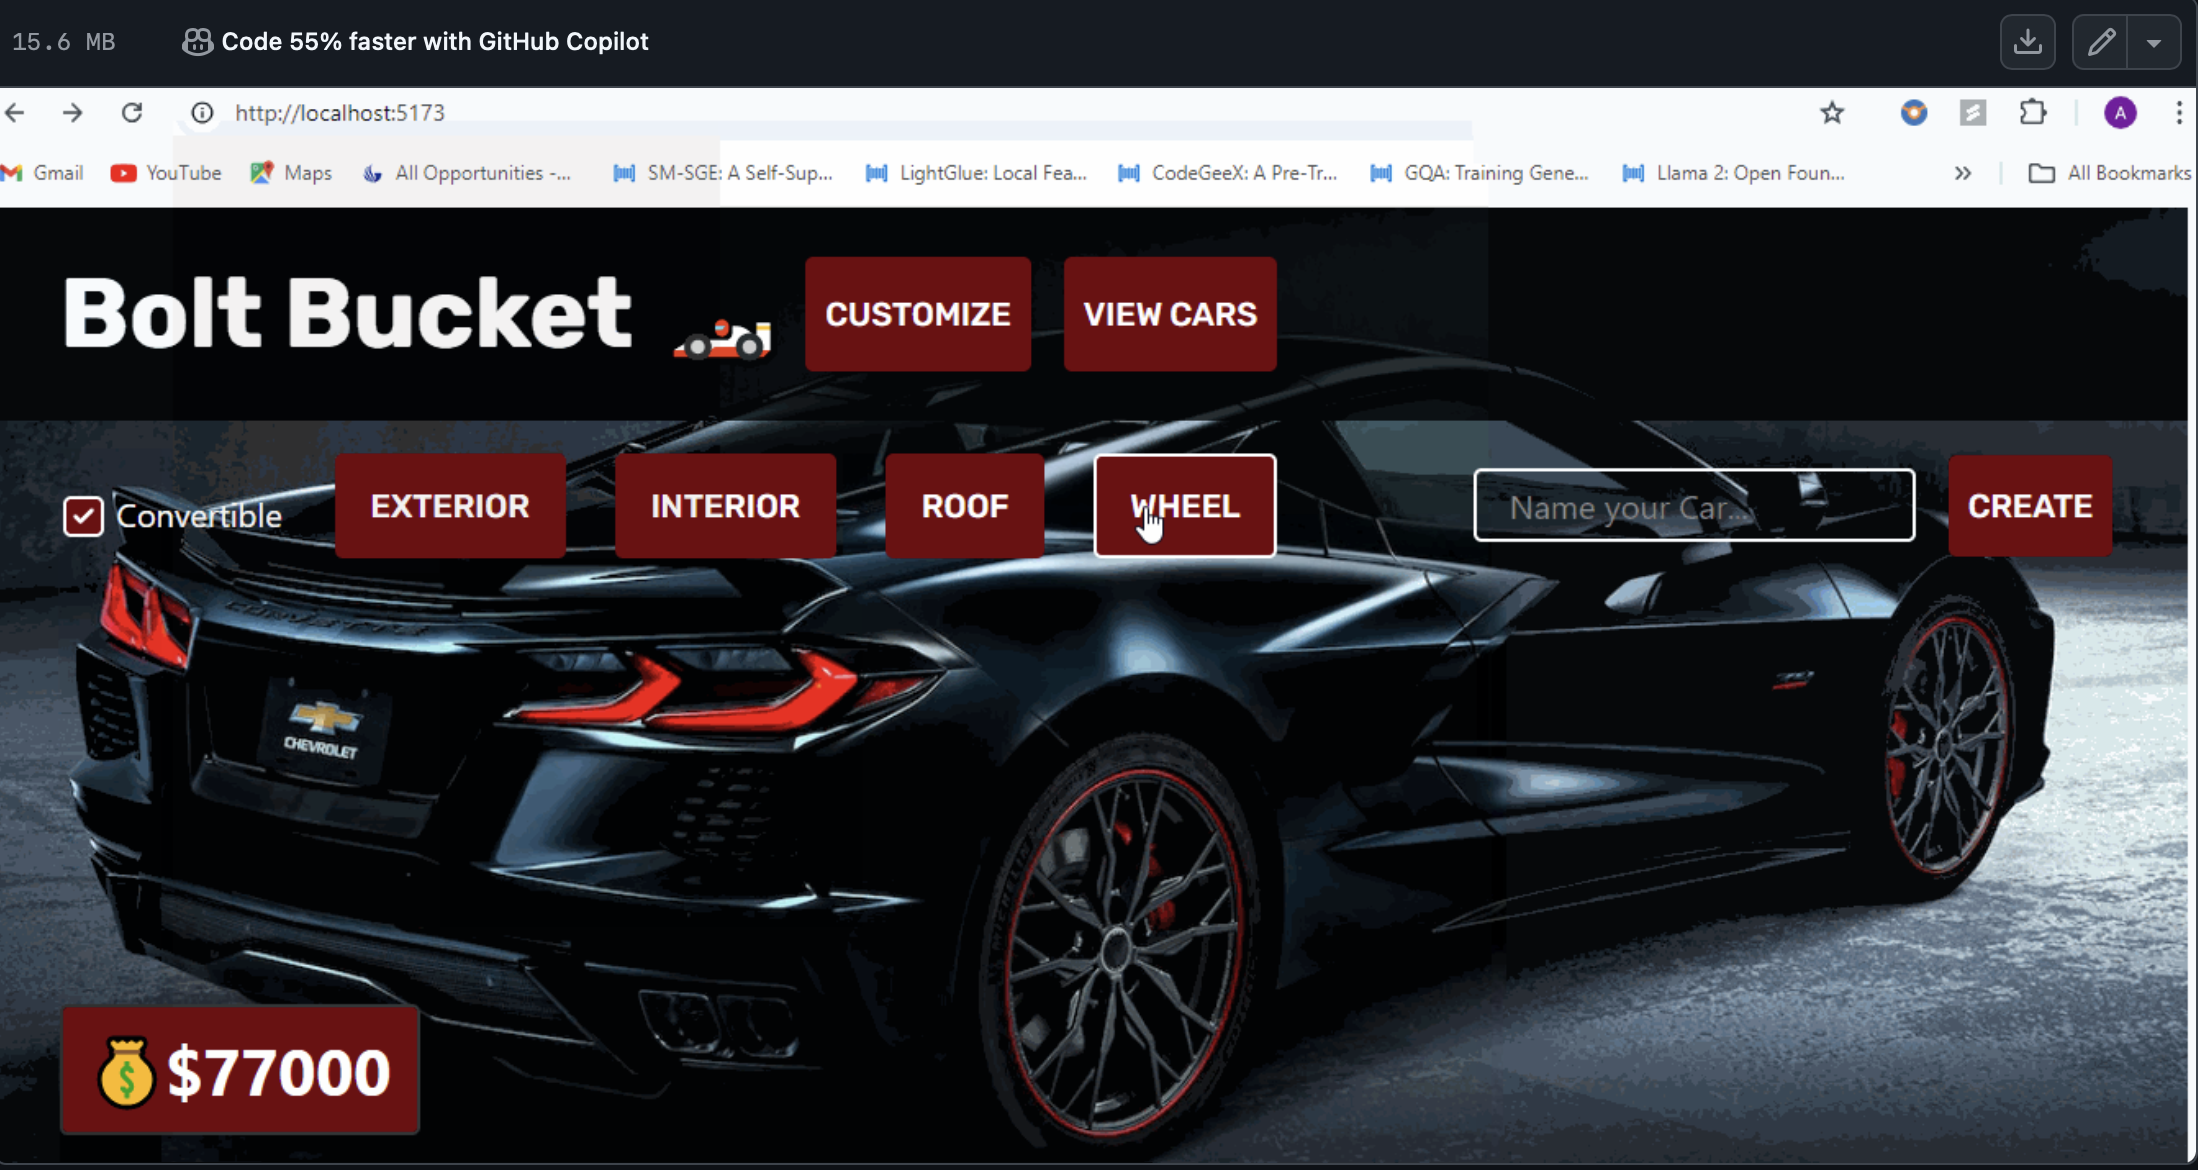 15.6 MB Code 55% faster with GitHub Copilot
http://localhost:5173 A
Gmail YouTube Maps All Opportunities -... SM-SGE: A Self-Sup... LightGlue: Local Fea... CodeGeeX: A Pre-Tr... GQA: Training Gene... Llama 2: Open Foun... » All Bookmarks
Bolt Bucket CUSTOMIZE VIEW CARS
Convertible EXTERIOR INTERIOR ROOF WHEEL Name your Car... CREATE
CORVETTE
CHEVROLET
$77000